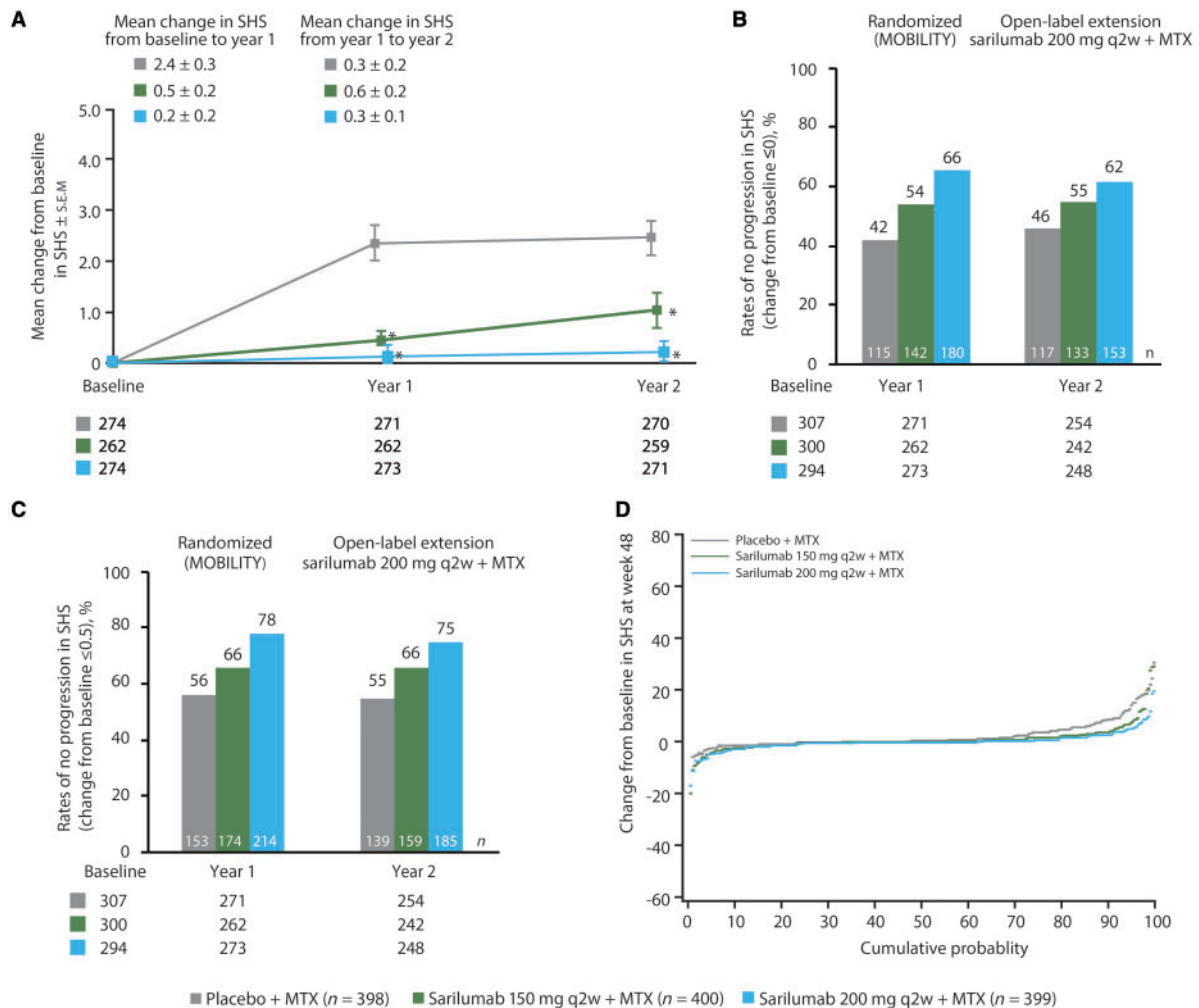 A
Mean change in SHS
from baseline to year 1
Mean change in SHS
from year 1 to year 2
2.4 ± 0.3
0.3 ± 0.2
0.5 ± 0.2
0.6 ± 0.2
0.2 ± 0.2
0.3 ± 0.1
Mean change from baseline
in SHS ± S.E.M
5.0
4.0
3.0
2.0
1.0
0
*
*
*
*
Baseline Year 1 Year 2
274 271 270
262 262 259
274 273 271
B
Randomized
(MOBILITY)
Open-label extension
sarilumab 200 mg q2w + MTX
Rates of no progression in SHS
(change from baseline ≤0), %
100
80
60
40
20
0
42 54 66 46 55 62
115 142 180 117 133 153 n
Baseline Year 1 Year 2
307 271 254
300 262 242
294 273 248
C
Randomized
(MOBILITY)
Open-label extension
sarilumab 200 mg q2w + MTX
Rates of no progression in SHS
(change from baseline ≤0.5), %
100
80
60
40
20
0
56 66 78 55 66 75
153 174 214 139 159 185 n
Baseline Year 1 Year 2
307 271 254
300 262 242
294 273 248
D
Placebo + MTX
Sarilumab 150 mg q2w + MTX
Sarilumab 200 mg q2w + MTX
Change from baseline in SHS at week 48
80
60
40
20
0
-20
-40
-60
0 10 20 30 40 50 60 70 80 90 100
Cumulative probablity
Placebo + MTX (n = 398) Sarilumab 150 mg q2w + MTX (n = 400) Sarilumab 200 mg q2w + MTX (n = 399)